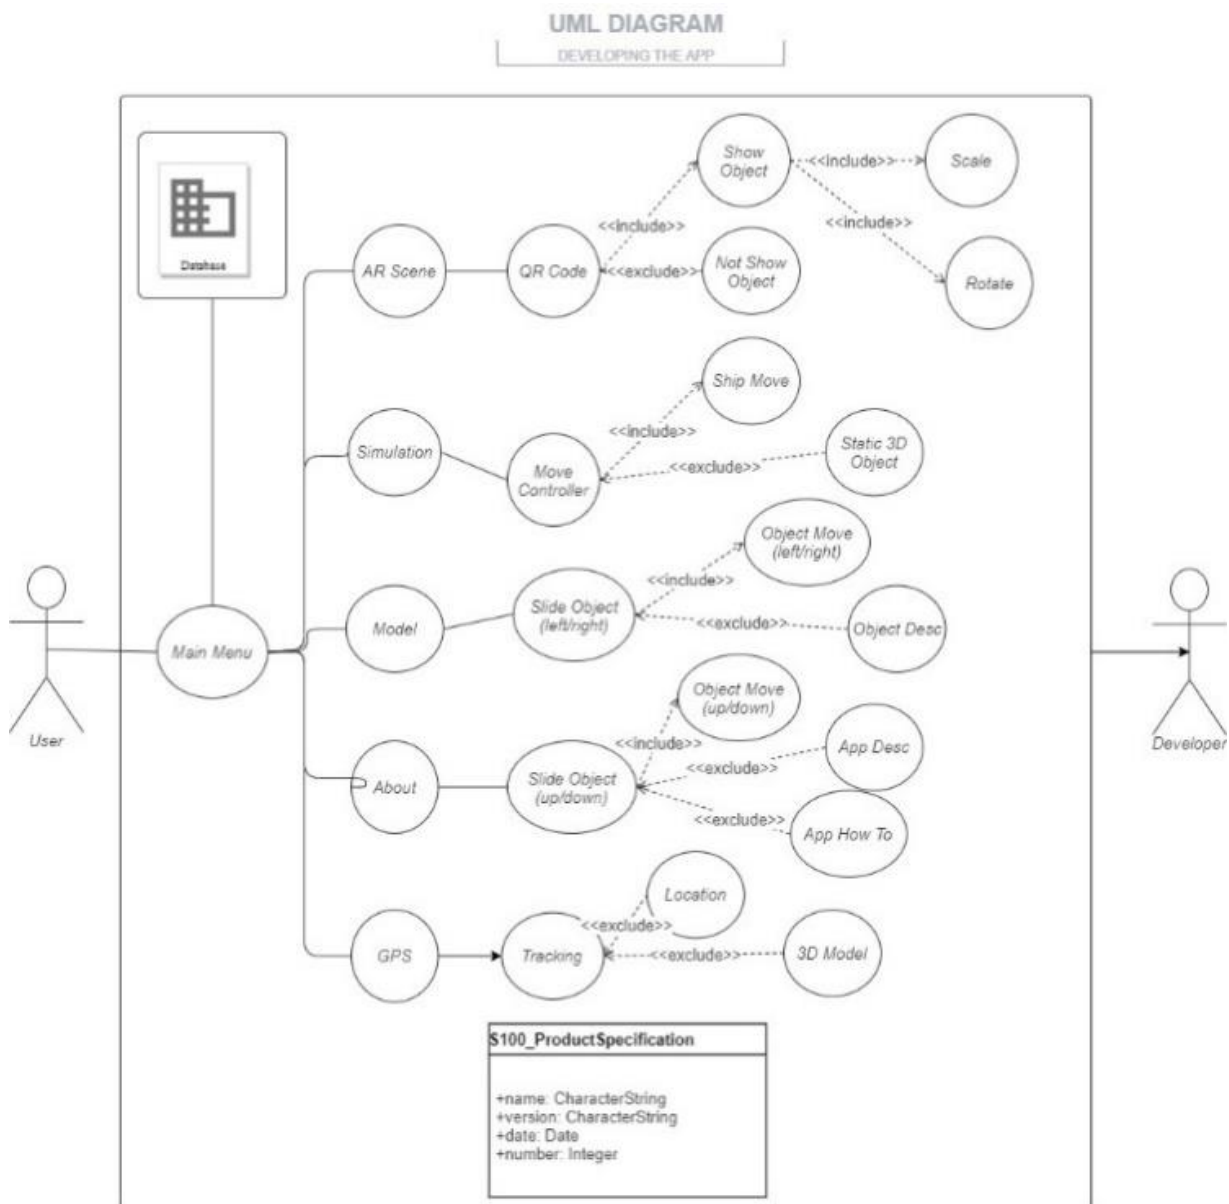 UML DIAGRAM
DEVELOPING THE APP
Database
AR Scene
QR Code
<<include>>
<<exclude>>
Show
Object
Not Show
Object
<<include>>
<<include>>
Scale
Rotate
Simulation
Move
Controller
<<include>>
<<exclude>>
Ship Move
Static 3D
Object
Model
Slide Object
(left/right)
<<include>>
<<exclude>>
Object Move
(left/right)
Object Desc
User
Main Menu
Developer
About
Slide Object
(up/down)
<<include>>
<<exclude>>
<<exclude>>
Object Move
(up/down)
App Desc
App How To
GPS
Tracking
<<exclude>>
<<exclude>>
Location
3D Model
S100_ProductSpecification
+name: CharacterString
+version: CharacterString
+date: Date
+number: Integer